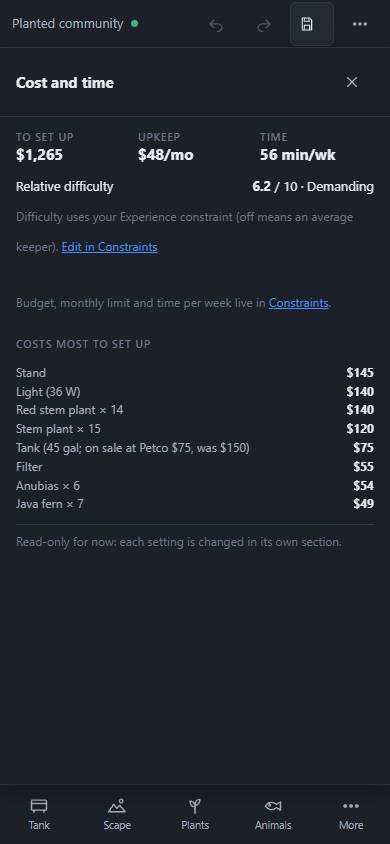 Planted community
Cost and time
TO SET UP
$1,265
UPKEEP
$48/mo
TIME
56 min/wk
Relative difficulty 6.2 / 10 · Demanding
Difficulty uses your Experience constraint (off means an average
keeper). Edit in Constraints
Budget, monthly limit and time per week live in Constraints.
COSTS MOST TO SET UP
Stand $145
Light (36 W) $140
Red stem plant × 14 $140
Stem plant × 15 $120
Tank (45 gal; on sale at Petco $75, was $150) $75
Filter $55
Anubias × 6 $54
Java fern × 7 $49
Read-only for now: each setting is changed in its own section.
Tank Scape Plants Animals More